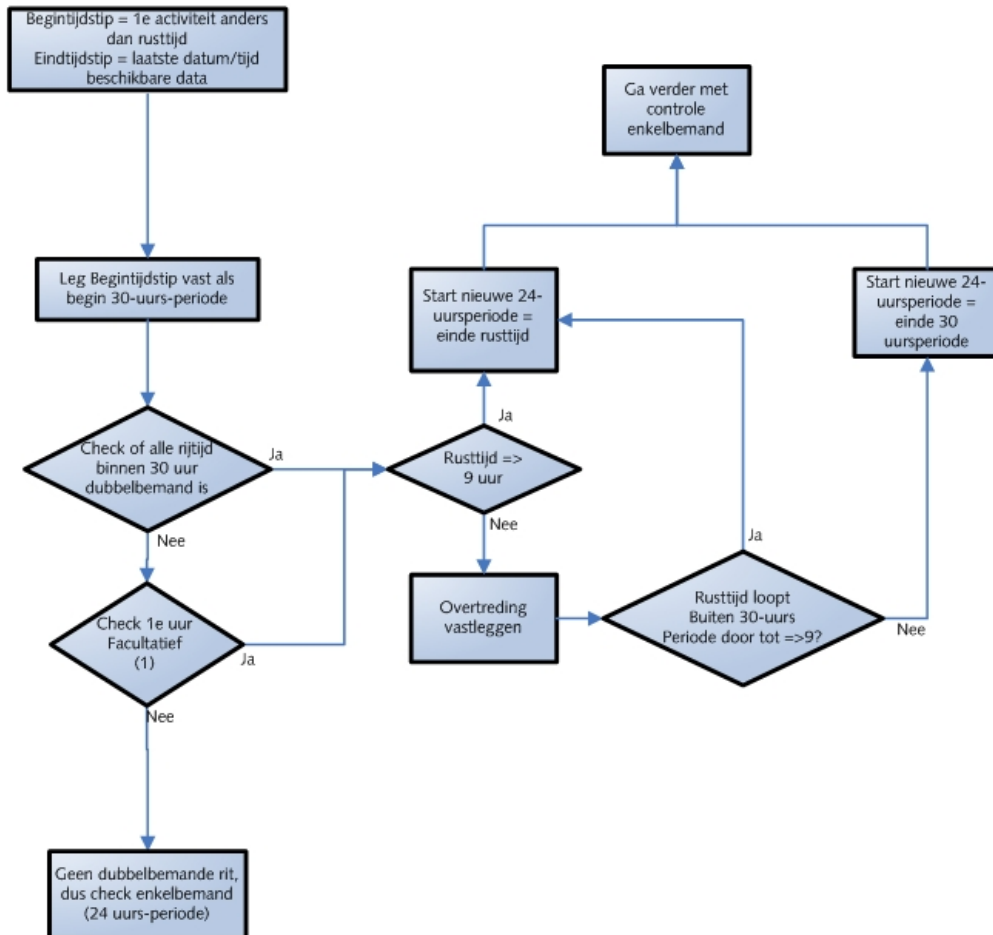 Begintijdstip = 1e activiteit anders
dan rusttijd
Eindtijdstip = laatste datum/tijd
beschikbare data
Ga verder met
controle
enkelbemand
Leg Begintijdstip vast als
begin 30-uurs-periode
Start nieuwe 24-
uursperiode =
einde rusttijd
Start nieuwe 24-
uursperiode =
einde 30
uursperiode
Check of alle rijtijd
binnen 30 uur
dubbelbemand is
Ja
Nee
Rusttijd =>
9 uur
Ja
Nee
Check 1e uur
Facultatief
(1)
Ja
Nee
Overtreding
vastleggen
Rusttijd loopt
Buiten 30-uurs
Periode door tot =>9?
Ja
Nee
Geen dubbelbemande rit,
dus check enkelbemand
(24 uurs-periode)